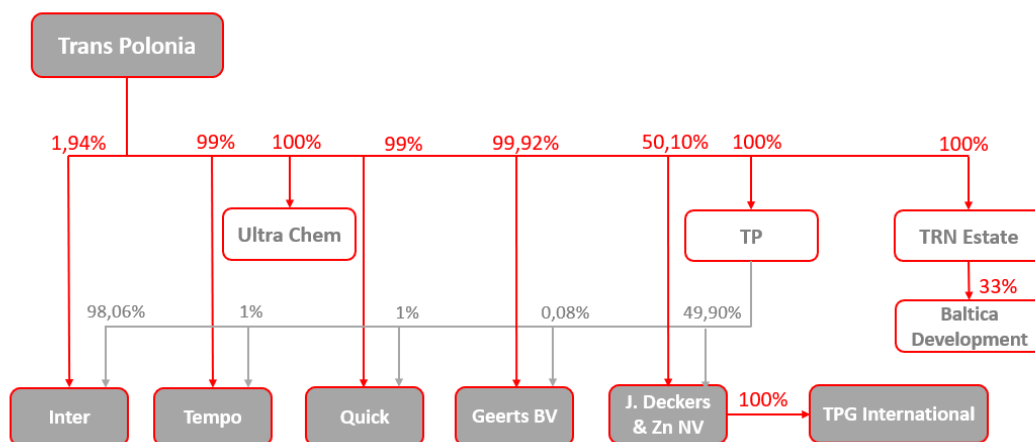 Trans Polonia
1,94%
99%
100%
99%
99,92%
50,10%
100%
100%
Ultra Chem
TP
TRN Estate
33%
98,06%
1%
1%
0,08%
49,90%
Baltica
Development
Inter
Tempo
Quick
Geerts BV
J. Deckers
& Zn NV
100%
TPG International